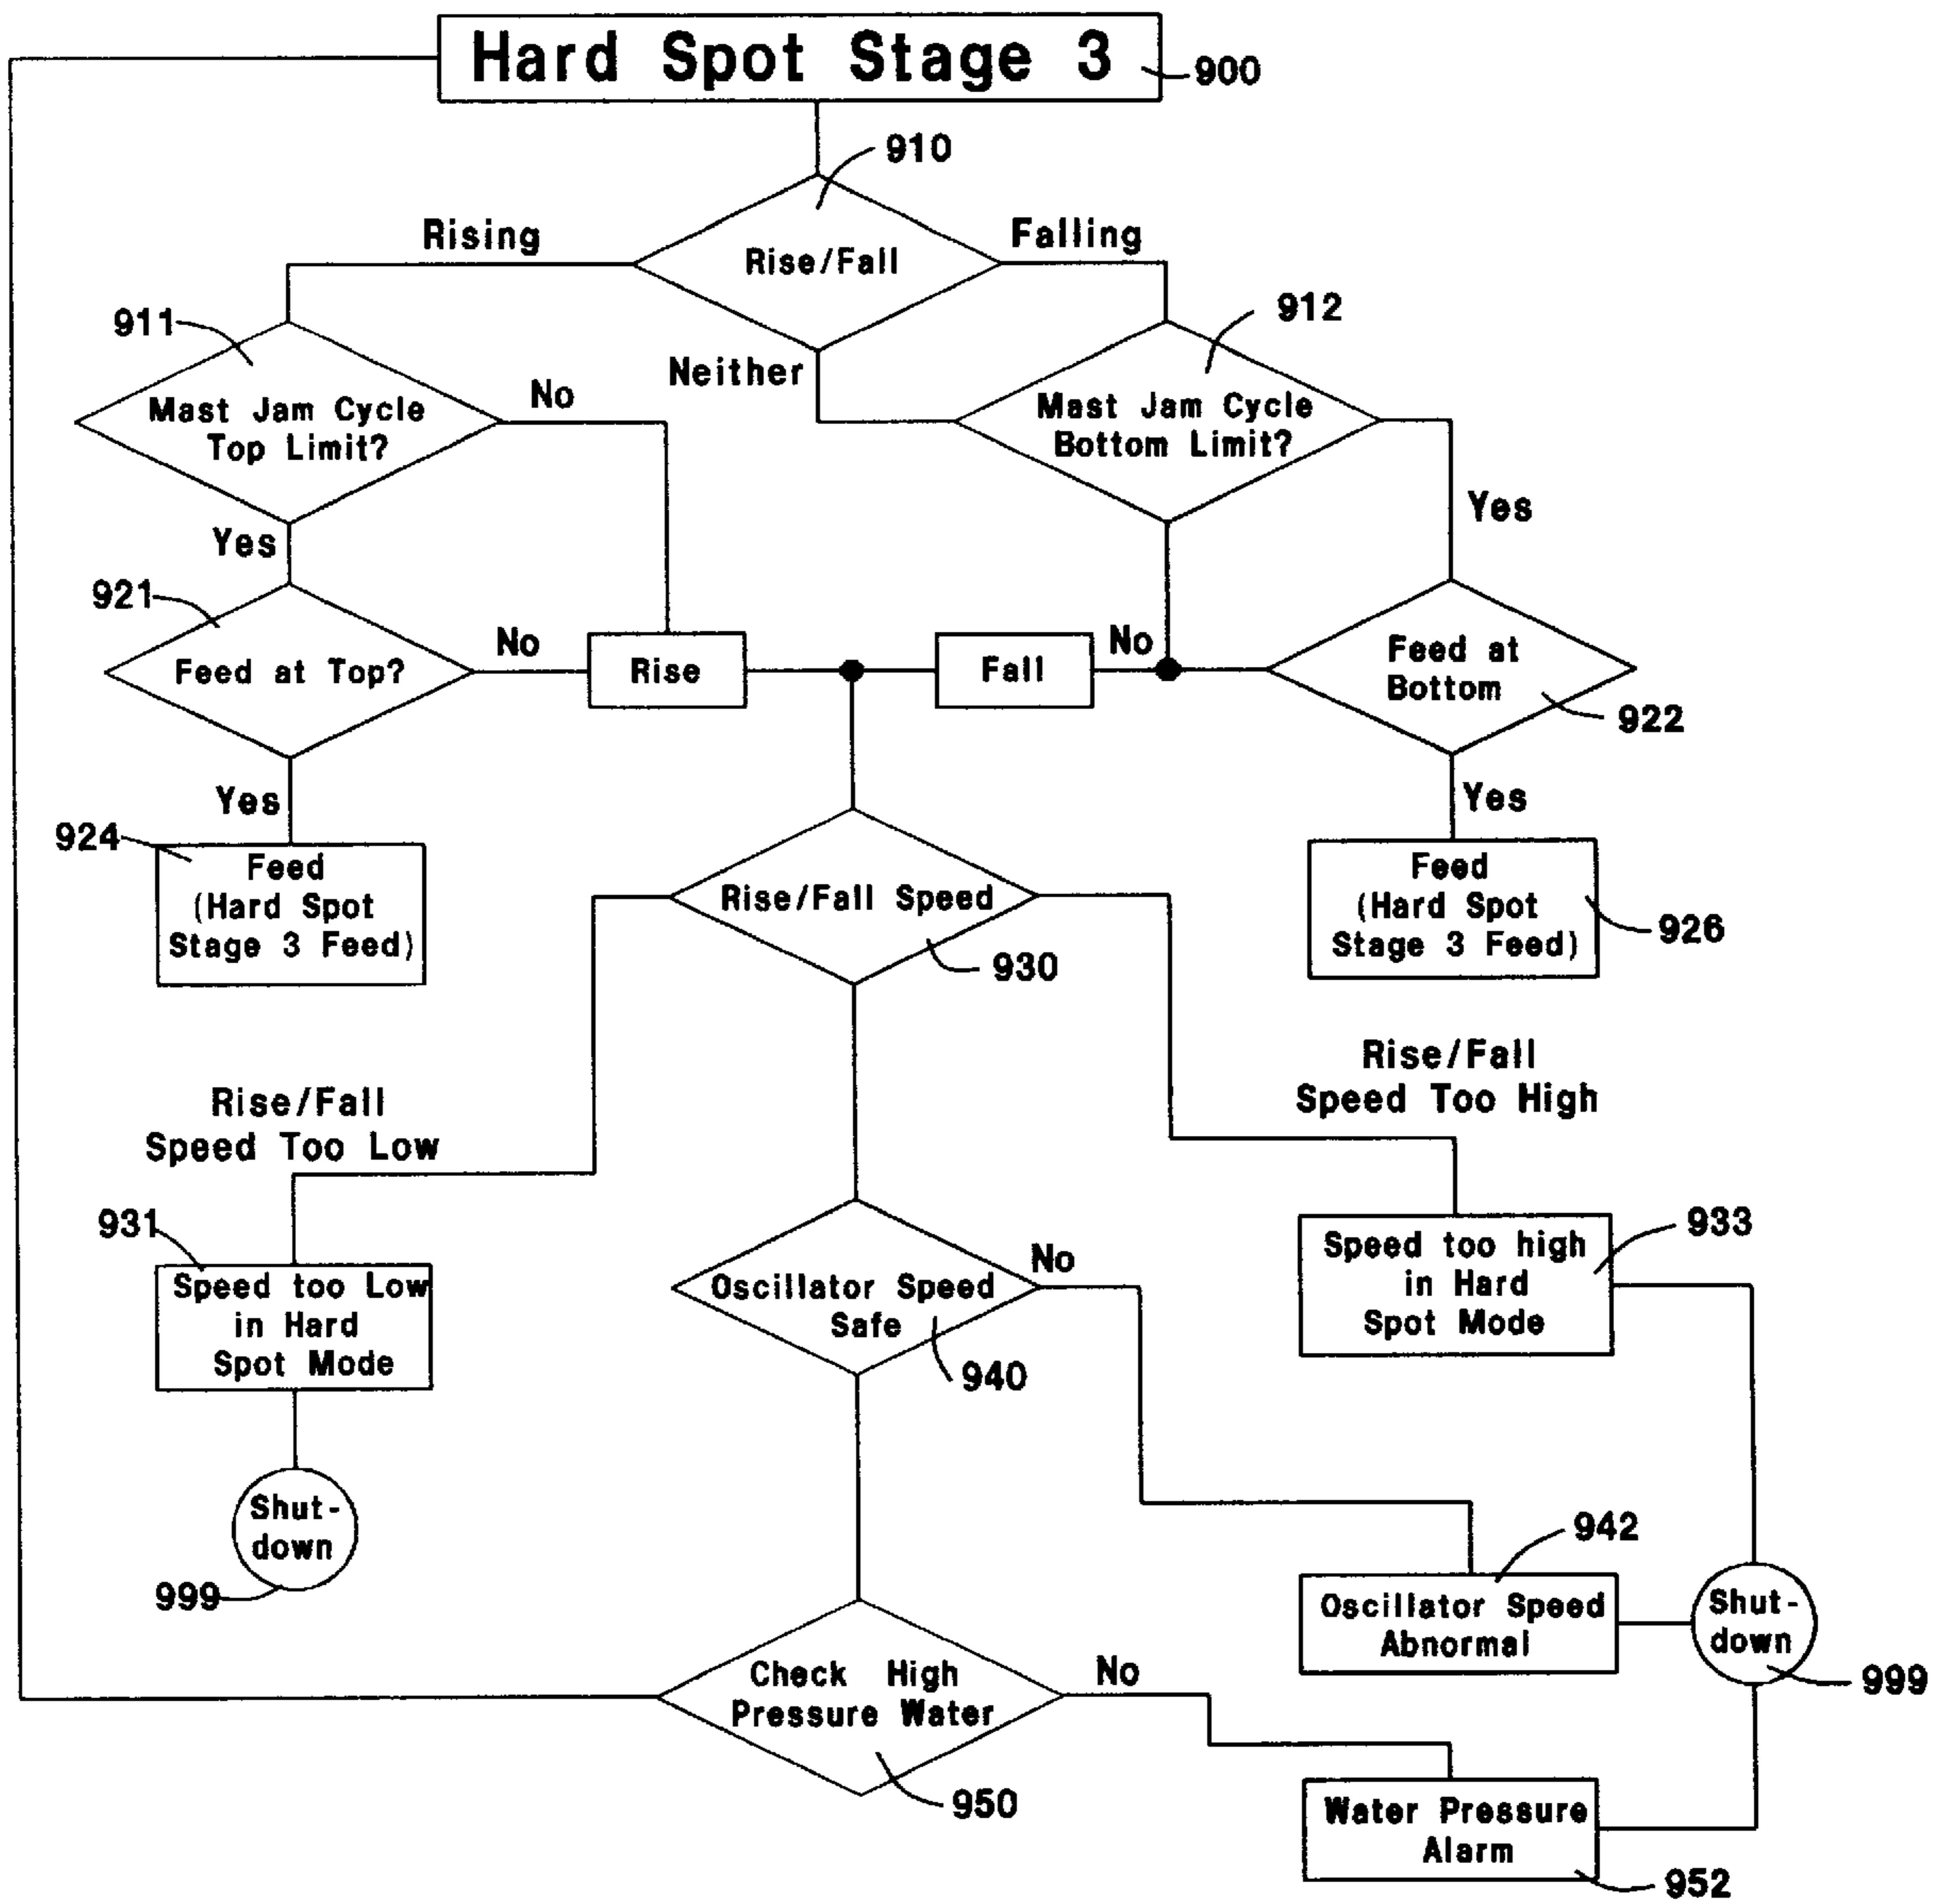 Hard Spot Stage 3
900
910
Rising
Falling
Rise/Fall
911
912
Neither
No
Mast Jam Cycle
Top Limit?
Mast Jam Cycle
Bottom Limit?
Yes
Yes
921
No
No
Feed at Top?
Rise
Fall
Feed at
Bottom
922
Yes
Yes
924
Feed
(Hard Spot
Stage 3 Feed)
Rise/Fall Speed
930
Feed
(Hard Spot
Stage 3 Feed)
926
Rise/Fall
Speed Too Low
Rise/Fall
Speed Too High
931
Speed too Low
in Hard
Spot Mode
No
Oscillator Speed
Safe
940
933
Speed too high
in Hard
Spot Mode
Shut-
down
999
942
Oscillator Speed
Abnormal
Shut-
down
999
Check High
Pressure Water
No
950
Water Pressure
Alarm
952